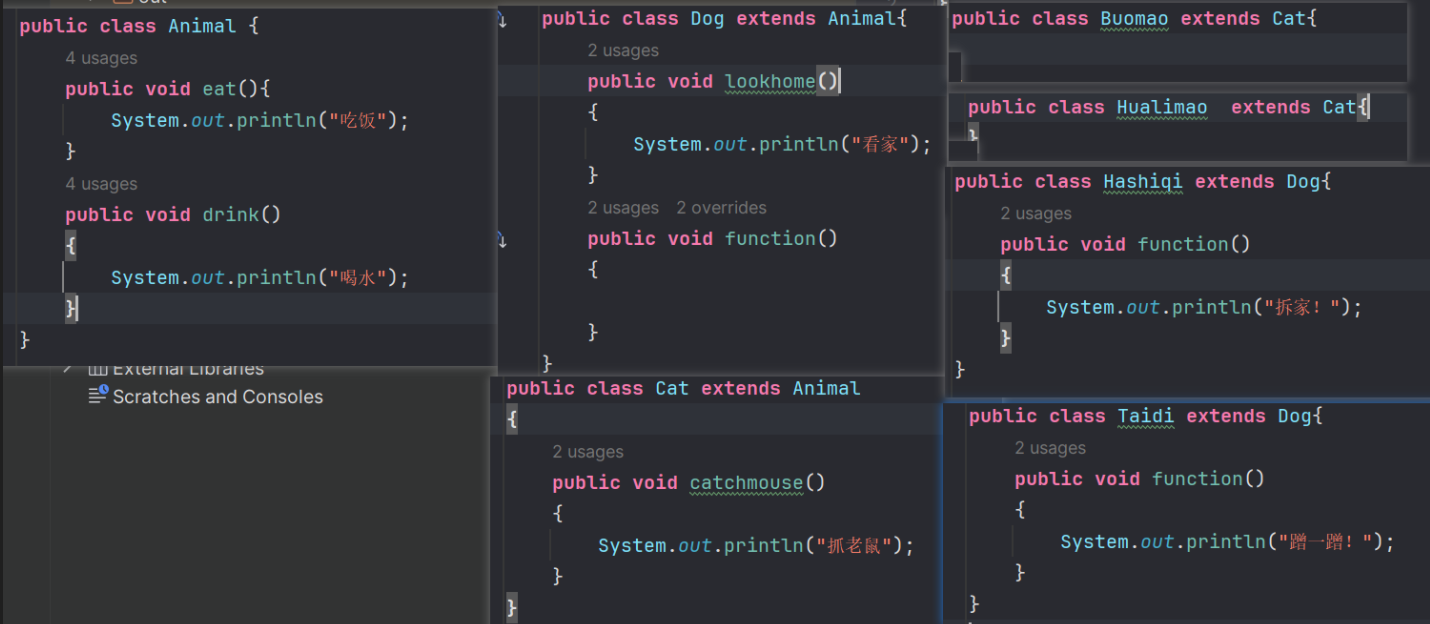 public class Animal {
4 usages
public void eat(){
System.out.println("吃饭");
}
4 usages
public void drink()
{
System.out.println("喝水");
}
}
External Libraries
Scratches and Consoles
public class Dog extends Animal{
2 usages
public void lookhome()
{
System.out.println("看家");
}
2 usages 2 overrides
public void function()
{
}
}
public class Cat extends Animal
{
2 usages
public void catchmouse()
{
System.out.println("抓老鼠");
}
}
public class Buomao extends Cat{
public class Hualimao extends Cat{
}
public class Hashiqi extends Dog{
2 usages
public void function()
{
System.out.println("拆家！");
}
}
public class Taidi extends Dog{
2 usages
public void function()
{
System.out.println("蹭一蹭！");
}
}